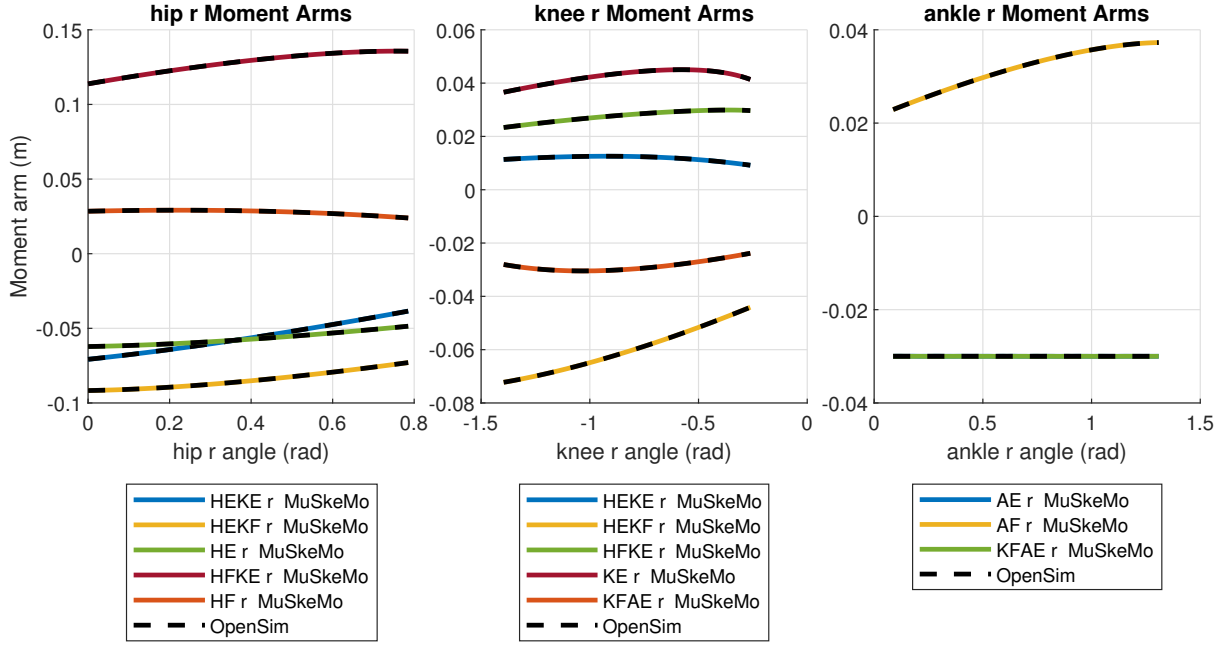 hip r Moment Arms
knee r Moment Arms
ankle r Moment Arms
Moment arm (m)
0.15
0.1
0.05
0
-0.05
-0.1
0
0.2
0.4
0.6
0.8
hip r angle (rad)
0.06
0.04
0.02
0
-0.02
-0.04
-0.06
-0.08
-1.5
-1
-0.5
0
knee r angle (rad)
0.04
0.02
0
-0.02
-0.04
0
0.5
1
1.5
ankle r angle (rad)
HEKE r MuSkeMo
HEKF r MuSkeMo
HE r MuSkeMo
HFKE r MuSkeMo
HF r MuSkeMo
OpenSim
HEKE r MuSkeMo
HEKF r MuSkeMo
HFKE r MuSkeMo
KE r MuSkeMo
KFAE r MuSkeMo
OpenSim
AE r MuSkeMo
AF r MuSkeMo
KFAE r MuSkeMo
OpenSim